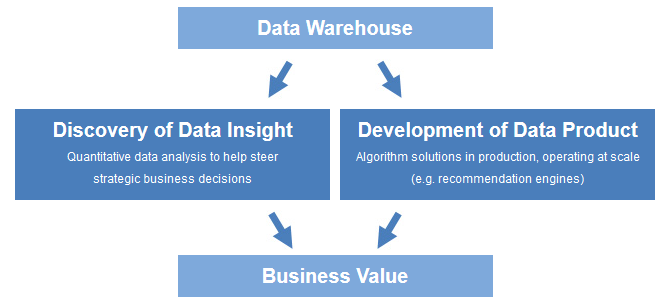 Data Warehouse
Discovery of Data Insight
Quantitative data analysis to help steer
strategic business decisions
Development of Data Product
Algorithm solutions in production, operating at scale
(e.g. recommendation engines)
Business Value